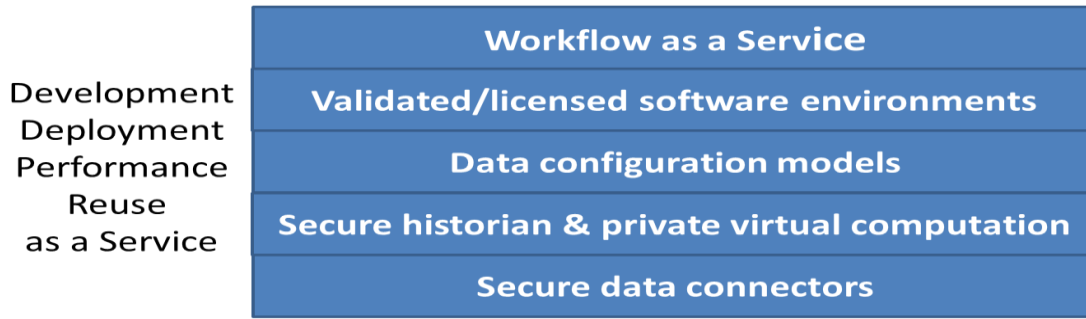 Development
Deployment
Performance
Reuse
as a Service
Workflow as a Service
Validated/licensed software environments
Data configuration models
Secure historian & private virtual computation
Secure data connectors